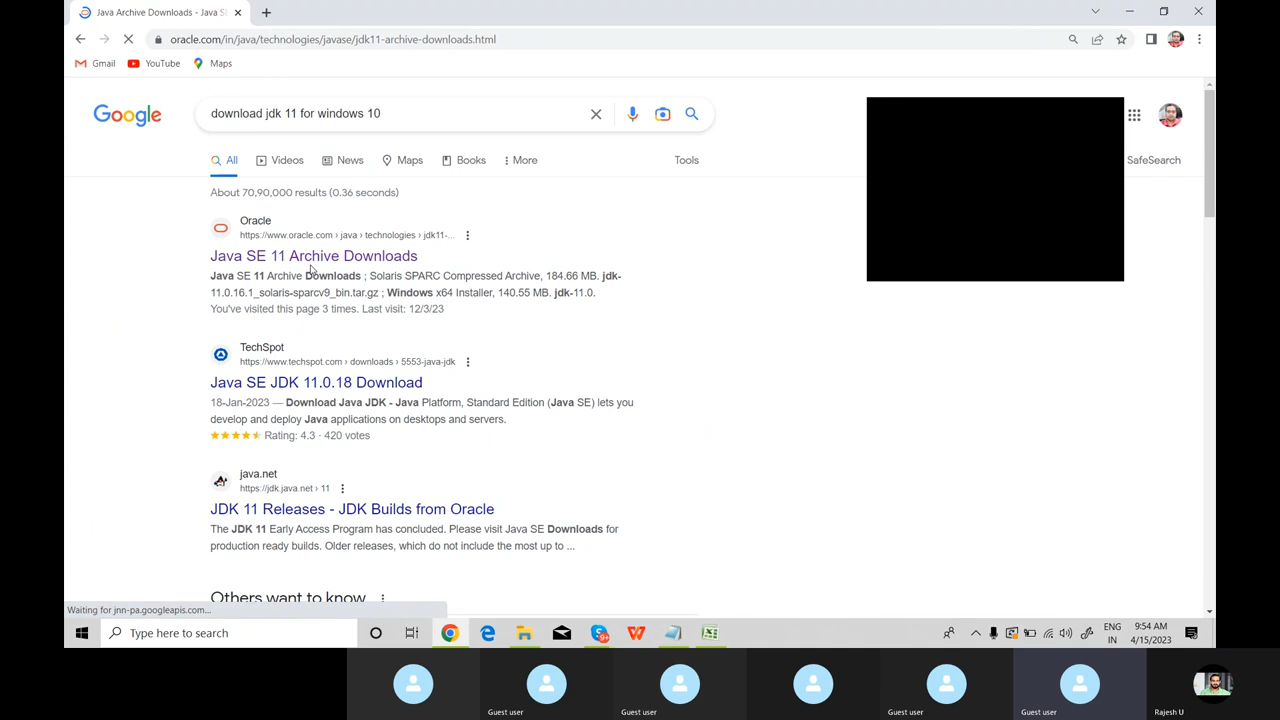 Java Archive Downloads - Java S
oracle.com/in/java/technologies/javase/jdk11-archive-downloads.html
Gmail
YouTube
Maps
Google
download jdk 11 for windows 10
All
Videos
News
Maps
Books
More
Tools
SafeSearch
About 70,90,000 results (0.36 seconds)
Oracle
https://www.oracle.com › java › technologies › jdk11-...
Java SE 11 Archive Downloads
Java SE 11 Archive Downloads ; Solaris SPARC Compressed Archive, 184.66 MB. jdk-
11.0.16.1_solaris-sparcv9_bin.tar.gz ; Windows x64 Installer, 140.55 MB. jdk-11.0.
You've visited this page 3 times. Last visit: 12/3/23
TechSpot
https://www.techspot.com › downloads › 5553-java-jdk
Java SE JDK 11.0.18 Download
18-Jan-2023 — Download Java JDK - Java Platform, Standard Edition (Java SE) lets you
develop and deploy Java applications on desktops and servers.
Rating: 4.3 · 420 votes
java.net
https://jdk.java.net › 11
JDK 11 Releases - JDK Builds from Oracle
The JDK 11 Early Access Program has concluded. Please visit Java SE Downloads for
production ready builds. Older releases, which do not include the most up to ...
Others want to know
Waiting for jnn-pa.googleapis.com...
Type here to search
ENG
IN
9:54 AM
4/15/2023
Guest user
Guest user
Guest user
Guest user
Rajesh U